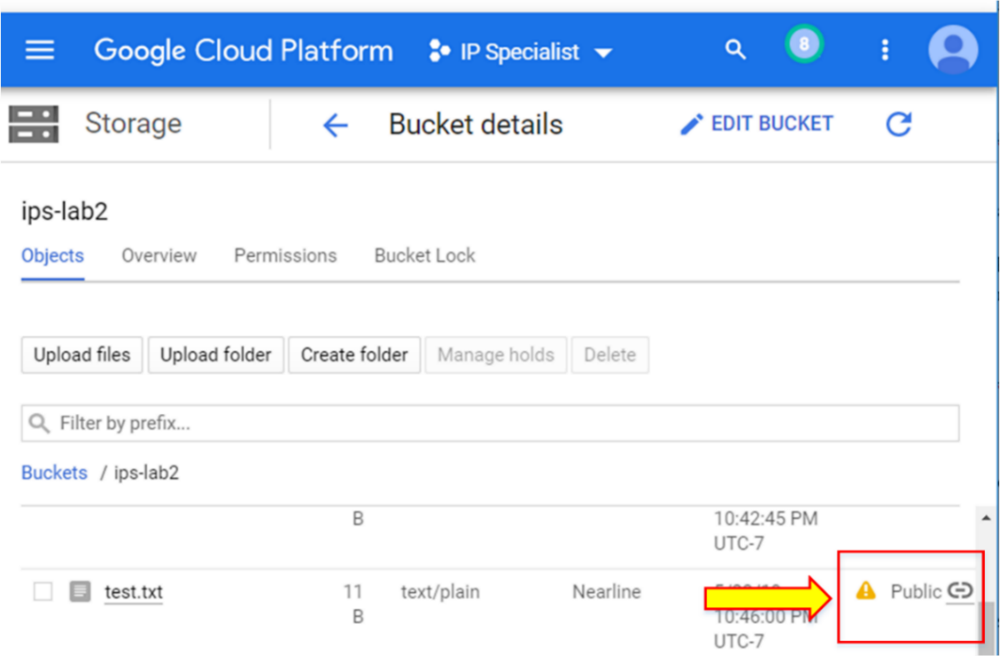 Google Cloud Platform IP Specialist 8
Storage Bucket details EDIT BUCKET
ips-lab2
Objects Overview Permissions Bucket Lock
Upload files Upload folder Create folder Manage holds Delete
Filter by prefix...
Buckets / ips-lab2
B 10:42:45 PM
UTC-7
test.txt 11 text/plain Nearline Public
B 10:46:00 PM
UTC-7